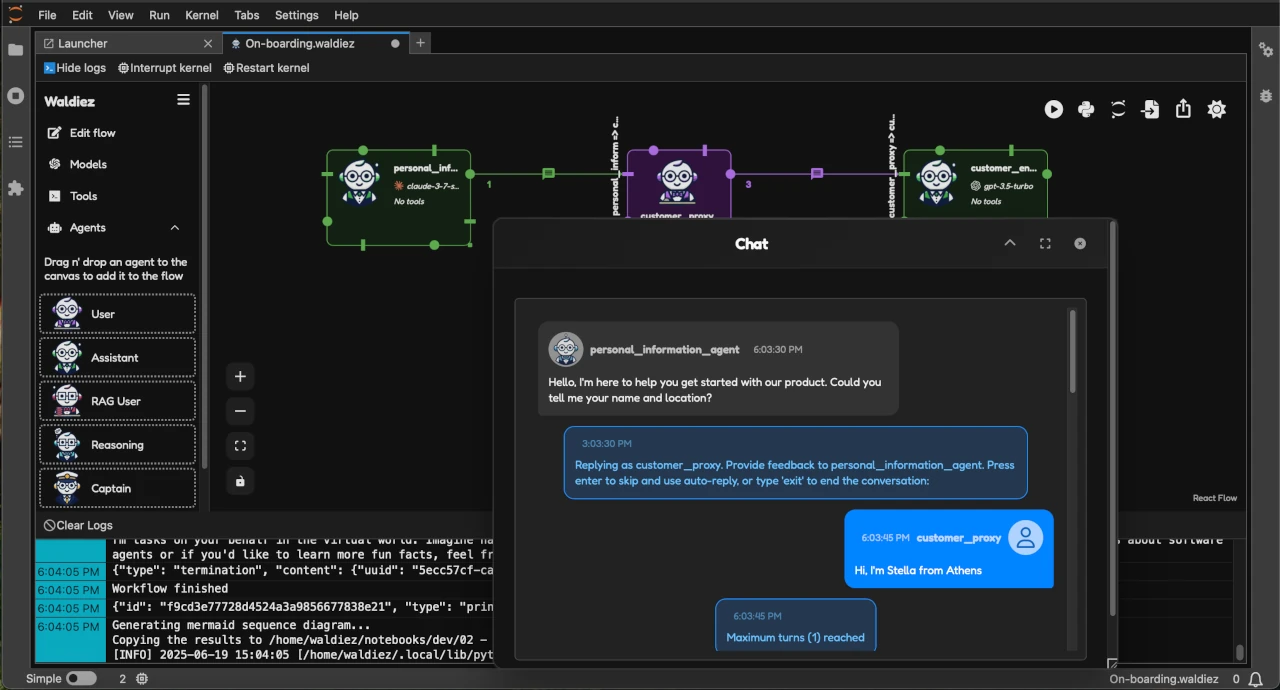 File Edit View Run Kernel Tabs Settings Help
Launcher
On-boarding.waldiez
Hide logs Interrupt kernel Restart kernel
Waldiez
Edit flow
Models
Tools
Agents
Drag n' drop an agent to the
canvas to add it to the flow
User
Assistant
RAG User
Reasoning
Captain
personal_inf...
claude-3-7-s...
No tools
1
personal_inform => c...
customer_proxy
3
customer_proxy => cu...
customer_en...
gpt-3.5-turbo
No tools
React Flow
Chat
personal_information_agent 6:03:30 PM
Hello, I'm here to help you get started with our product. Could you
tell me your name and location?
3:03:30 PM
Replying as customer_proxy. Provide feedback to personal_information_agent. Press
enter to skip and use auto-reply, or type 'exit' to end the conversation:
6:03:45 PM customer_proxy
Hi, I'm Stella from Athens
6:03:45 PM
Maximum turns (1) reached
Clear Logs
I'm tasks on your behalf in the virtual world. Imagine
about software
agents or if you'd like to learn more fun facts, feel fr
6:04:05 PM {"type": "termination", "content": {"uuid": "5ecc57cf-ca
6:04:05 PM Workflow finished
6:04:05 PM {"id": "f9cd3e77728d4524a3a9856677838e21", "type": "prin
6:04:05 PM Generating mermaid sequence diagram...
Copying the results to /home/waldiez/notebooks/dev/02 -
[INFO] 2025-06-19 15:04:05 [/home/waldiez/.local/lib/pyt
Simple 2
On-boarding.waldiez 0